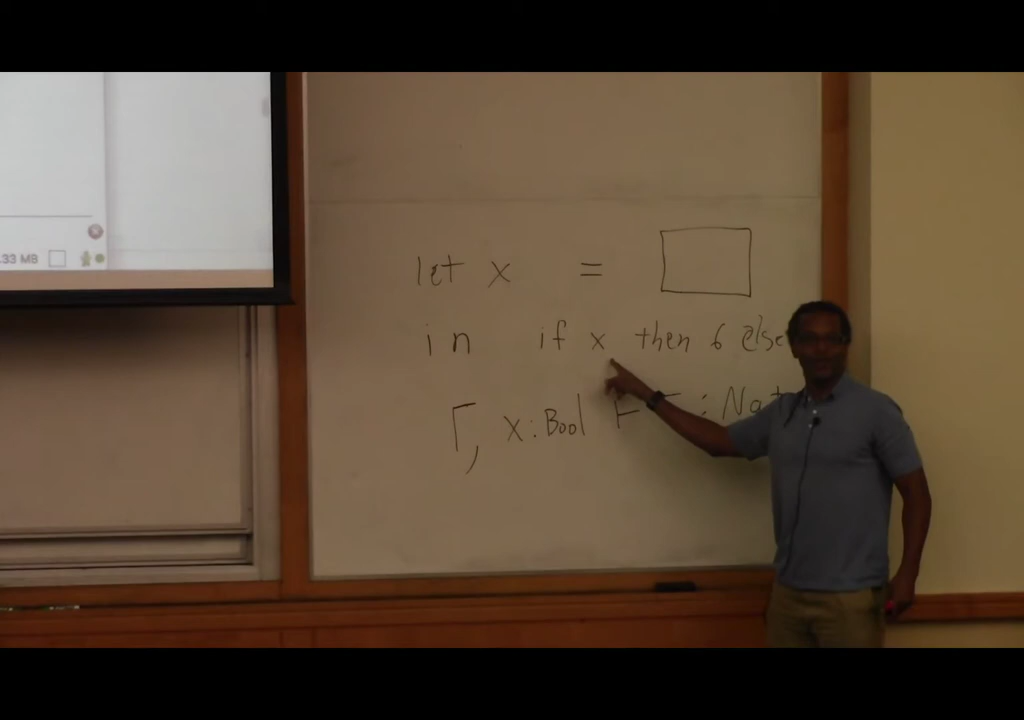 .33 MB
let x =
in if x then 6 else
Γ, x : Bool ⊢ : Nat